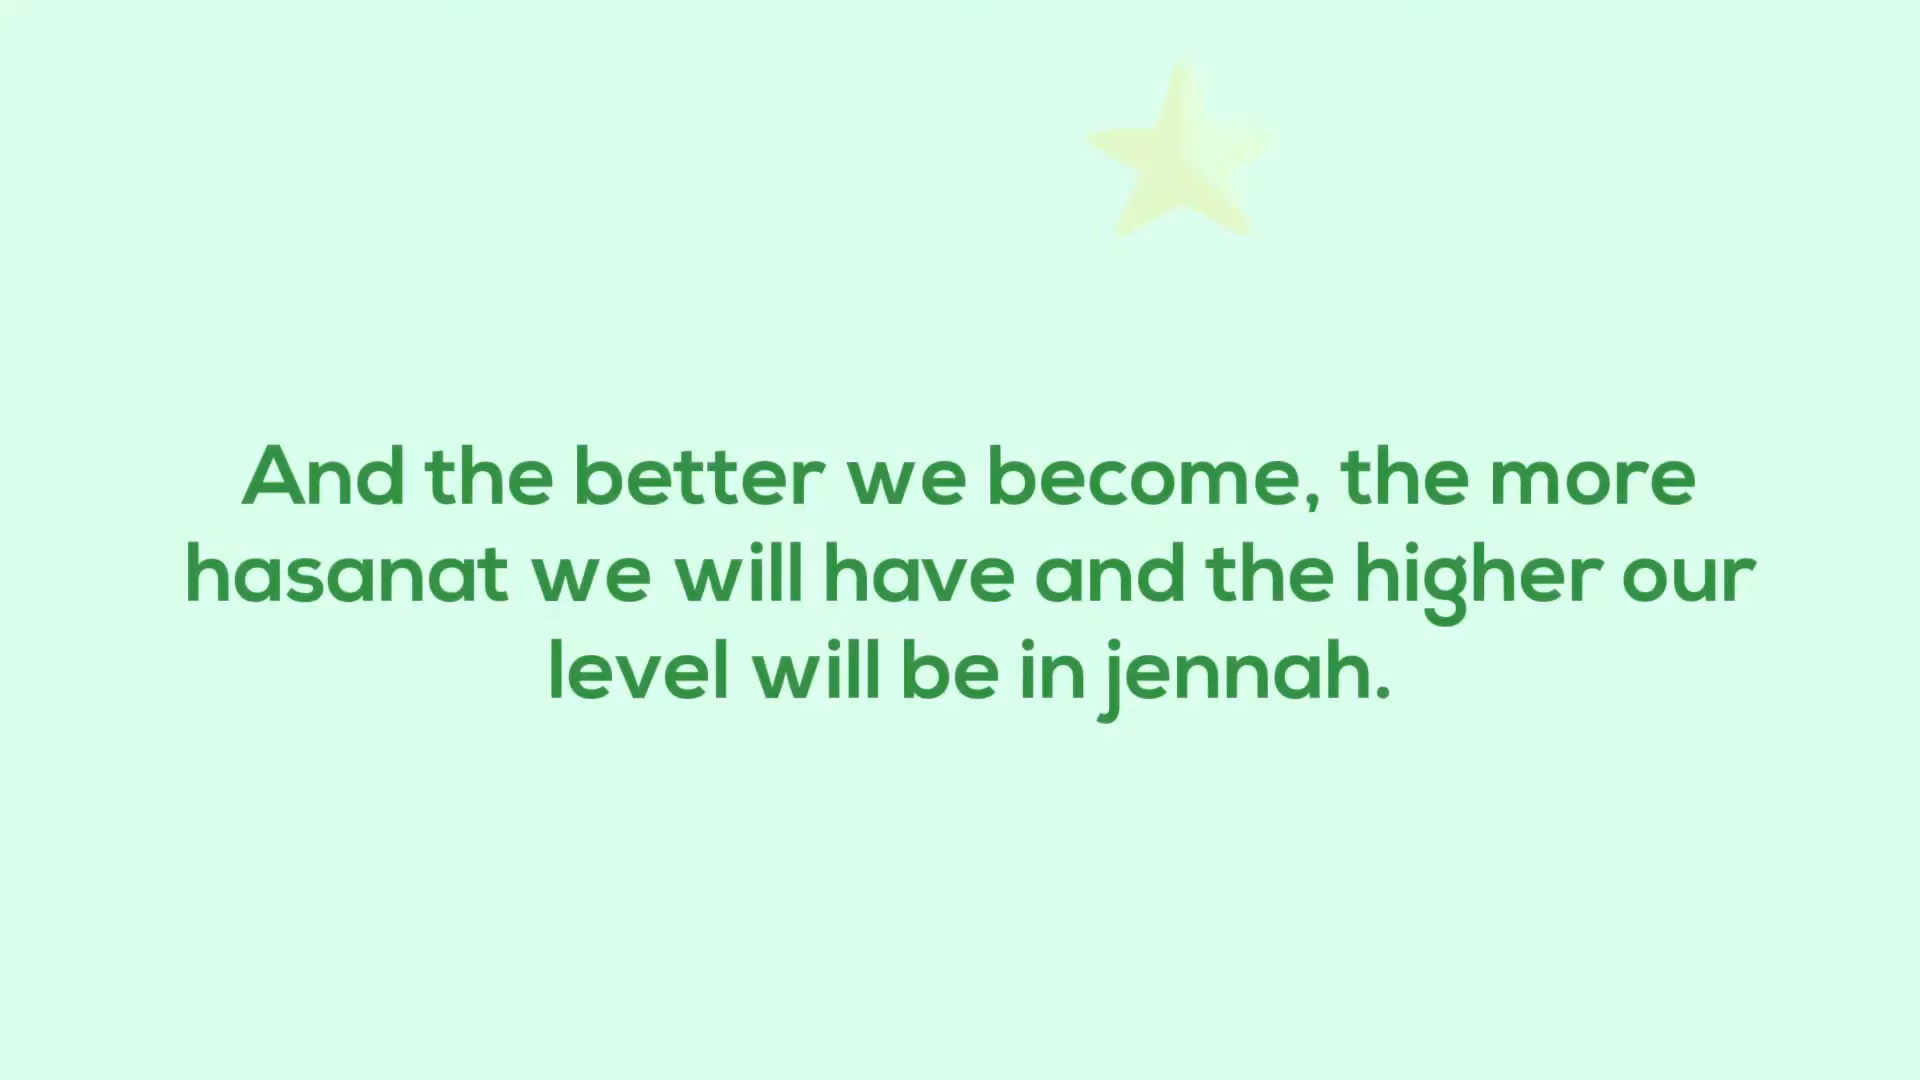 And the better we become, the more
hasanat we will have and the higher our
level will be in jennah.